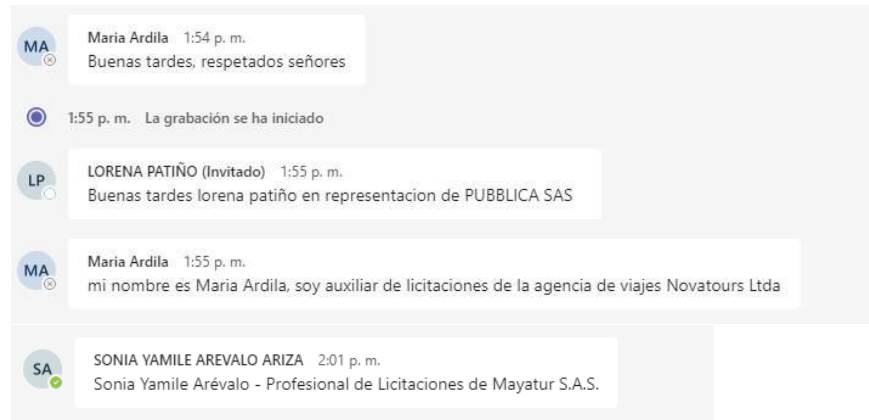 MA
Maria Ardila 1:54 p. m.
Buenas tardes, respetados señores
1:55 p. m. La grabación se ha iniciado
LP
LORENA PATIÑO (Invitado) 1:55 p. m.
Buenas tardes lorena patiño en representacion de PUBBLICA SAS
MA
Maria Ardila 1:55 p. m.
mi nombre es Maria Ardila, soy auxiliar de licitaciones de la agencia de viajes Novatours Ltda
SA
SONIA YAMILE AREVALO ARIZA 2:01 p. m.
Sonia Yamile Arévalo - Profesional de Licitaciones de Mayatur S.A.S.